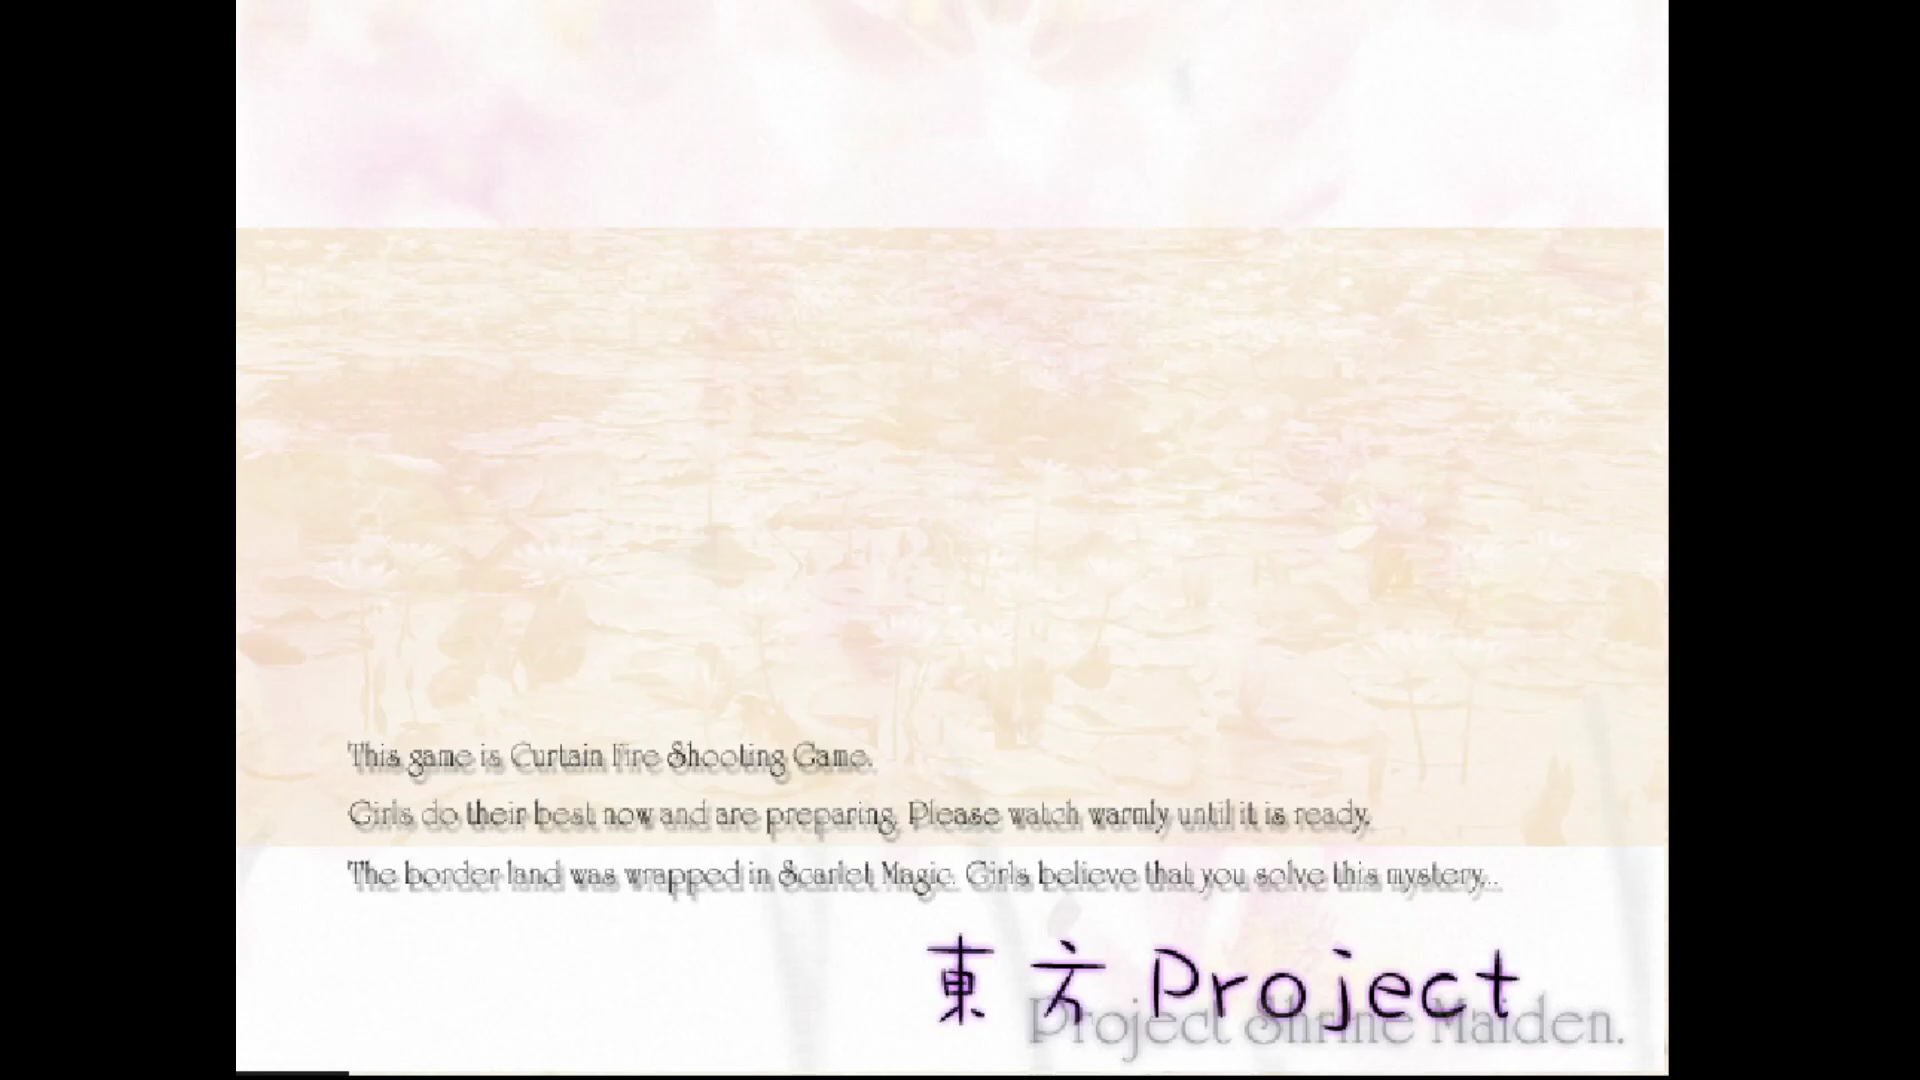 This game is Curtain Fire Shooting Game.
Girls do their best now and are preparing. Please watch warmly until it is ready.
The border land was wrapped in Scarlet Magic. Girls believe that you solve this mystery...
東方Project
Project Shrine Maiden.